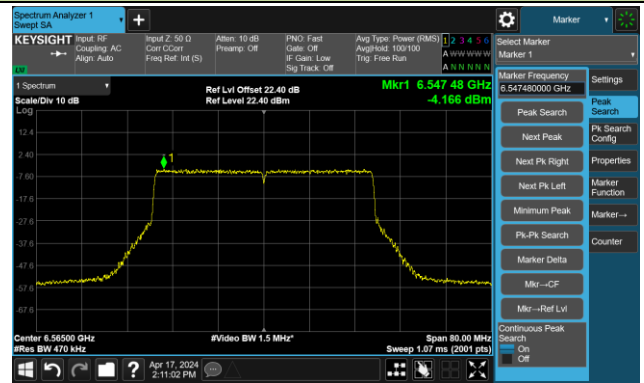 Spectrum Analyzer 1
Swept SA
Marker
KEYSIGHT
Input: RF
Coupling: AC
Align: Auto
Input Z: 50 Ω
Corr CCorr
Freq Ref: Int (S)
Atten: 10 dB
Preamp: Off
PNO: Fast
Gate: Off
IF Gain: Low
Sig Track: Off
Avg Type: Power (RMS)
Avg|Hold: 100/100
Trig: Free Run
1 2 3 4 5 6
A W W W W W
A N N N N N
Select Marker
Marker 1
LW
1 Spectrum
Scale/Div 10 dB
Log
Ref Lvl Offset 22.40 dB
Ref Level 22.40 dBm
Mkr1 6.547 48 GHz
-4.166 dBm
12.4
2.40
-7.60
-17.6
-27.6
-37.6
-47.6
-57.6
-67.6
1
Center 6.56500 GHz
#Res BW 470 kHz
#Video BW 1.5 MHz*
Span 80.00 MHz
Sweep 1.07 ms (2001 pts)
Marker Frequency
6.547480000 GHz
Peak Search
Next Peak
Next Pk Right
Next Pk Left
Minimum Peak
Pk-Pk Search
Marker Delta
Mkr→CF
Mkr→Ref Lvl
Continuous Peak
Search
On
Off
Settings
Peak
Search
Pk Search
Config
Properties
Marker
Function
Marker→
Counter
?
Apr 17, 2024
2:11:02 PM